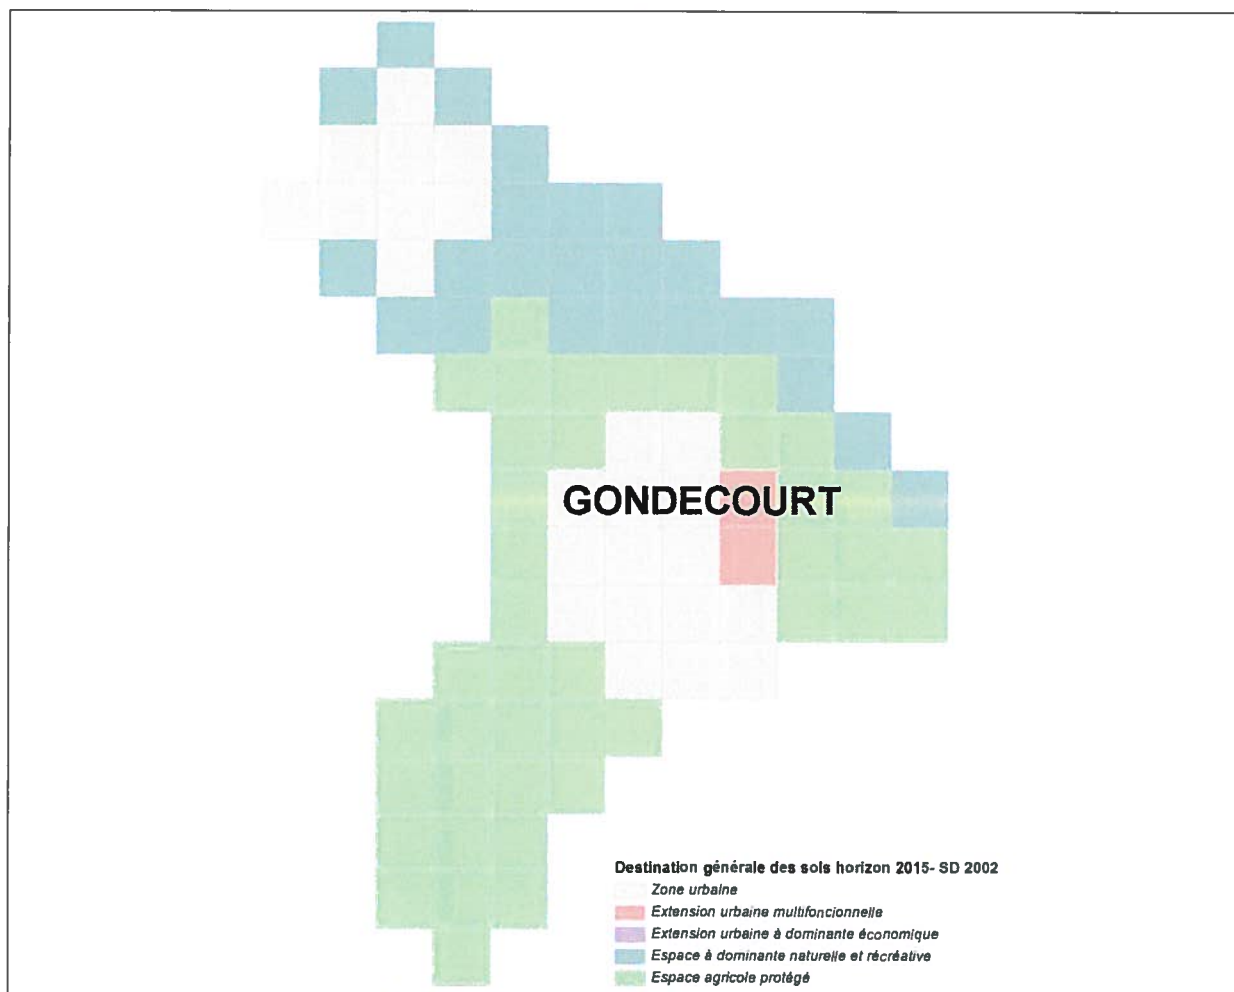 GONDECOURT
Destination générale des sols horizon 2015- SD 2002
Zone urbaine
Extension urbaine multifoncionnelle
Extension urbaine à dominante économique
Espace à dominante naturelle et récréative
Espace agricole protégé